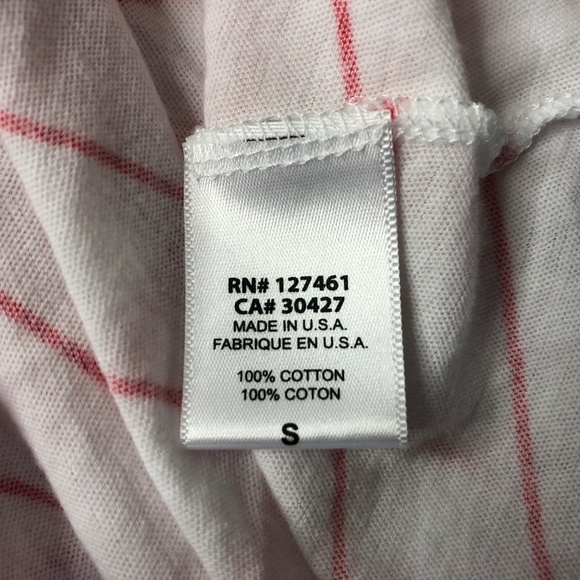 RN# 127461
CA# 30427
MADE IN U.S.A.
FABRIQUE EN U.S.A.
100% COTTON
100% COTON
S